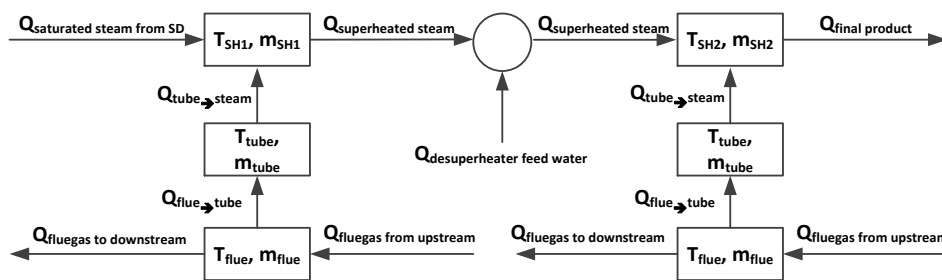 Qsaturated steam from SD
TSH1, mSH1
Qsuperheated steam
Qsuperheated steam
TSH2, mSH2
Qfinal product
Qtube➔steam
Qtube➔steam
Ttube,
mtube
Ttube,
mtube
Qdesuperheater feed water
Qflue➔tube
Qflue➔tube
Qfluegas to downstream
Tflue, mflue
Qfluegas from upstream
Qfluegas to downstream
Tflue, mflue
Qfluegas from upstream